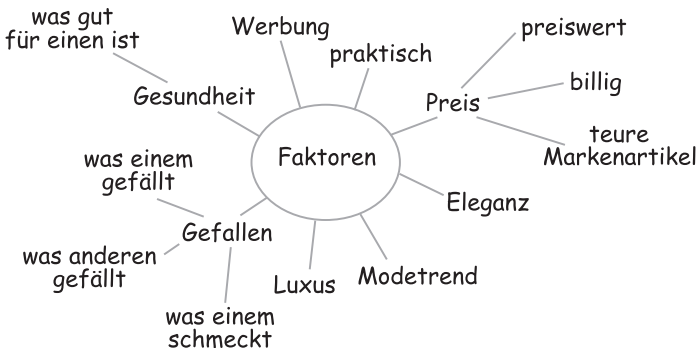 was gut
für einen ist
Werbung
praktisch
preiswert
Gesundheit
Preis
billig
teure
Markenartikel
Faktoren
was einem
gefällt
Eleganz
Gefallen
was anderen
gefällt
Luxus
Modetrend
was einem
schmeckt